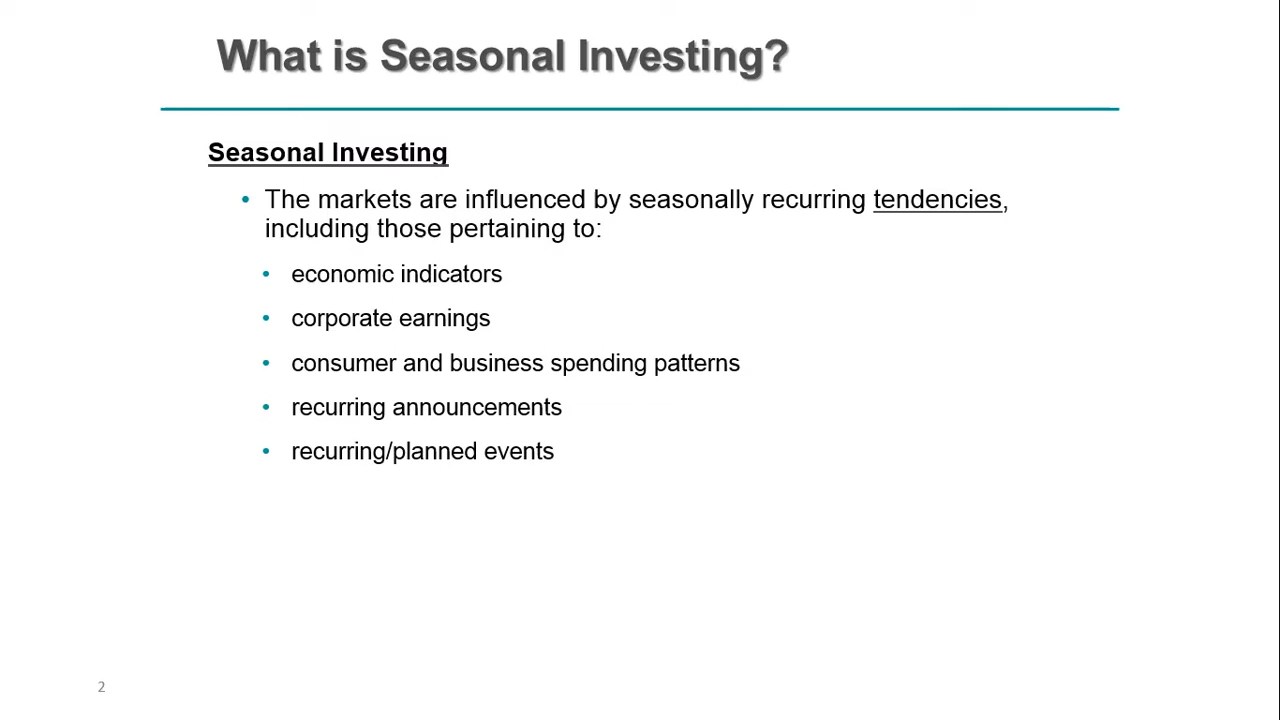 What is Seasonal Investing?
Seasonal Investing
• The markets are influenced by seasonally recurring tendencies,
including those pertaining to:
• economic indicators
• corporate earnings
• consumer and business spending patterns
• recurring announcements
• recurring/planned events
2